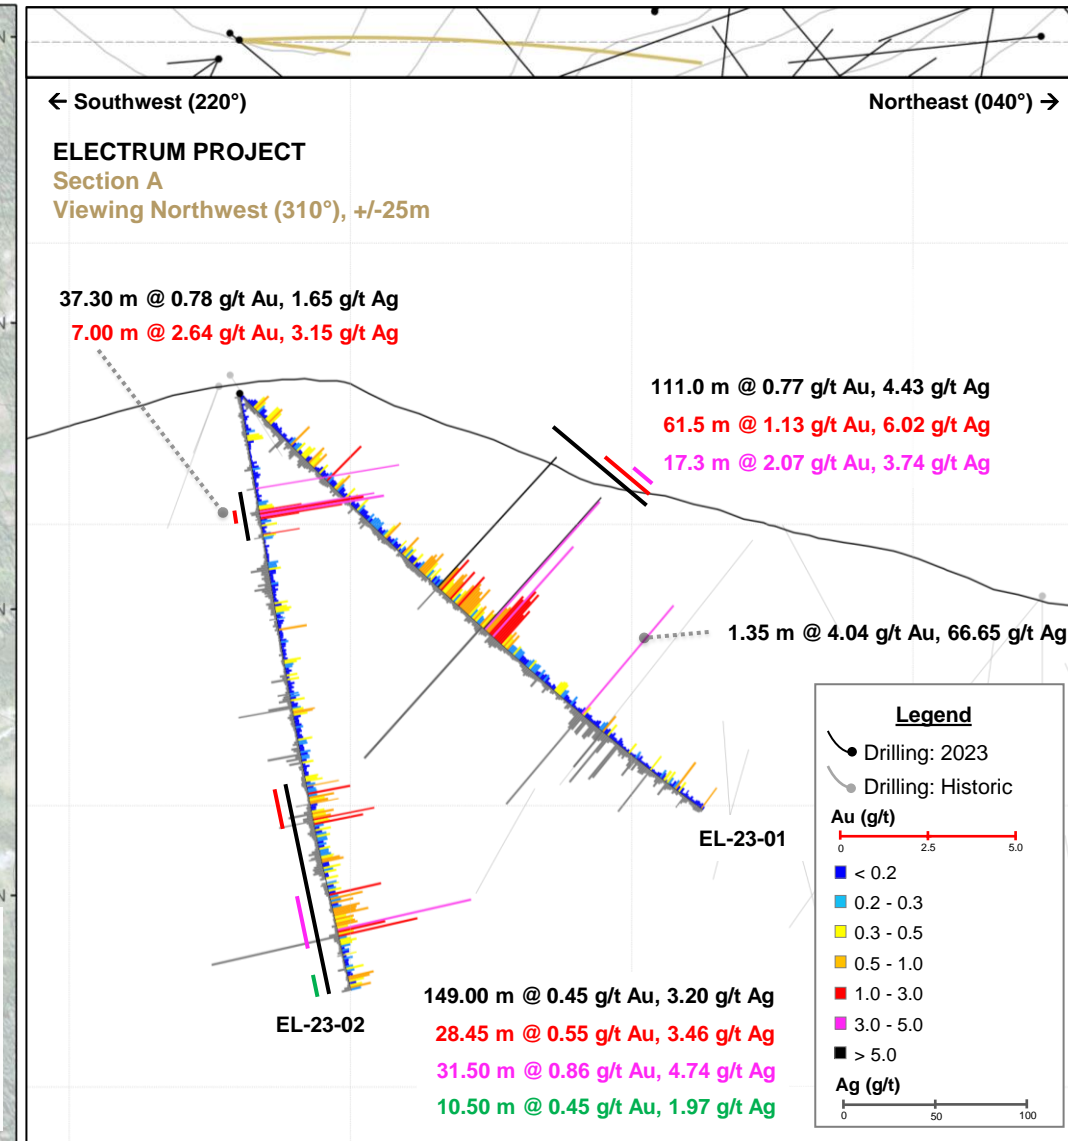 ← Southwest (220°)
Northeast (040°) →
ELECTRUM PROJECT
Section A
Viewing Northwest (310°), +/-25m
37.30 m @ 0.78 g/t Au, 1.65 g/t Ag
7.00 m @ 2.64 g/t Au, 3.15 g/t Ag
111.0 m @ 0.77 g/t Au, 4.43 g/t Ag
61.5 m @ 1.13 g/t Au, 6.02 g/t Ag
17.3 m @ 2.07 g/t Au, 3.74 g/t Ag
1.35 m @ 4.04 g/t Au, 66.65 g/t Ag
EL-23-01
EL-23-02
149.00 m @ 0.45 g/t Au, 3.20 g/t Ag
28.45 m @ 0.55 g/t Au, 3.46 g/t Ag
31.50 m @ 0.86 g/t Au, 4.74 g/t Ag
10.50 m @ 0.45 g/t Au, 1.97 g/t Ag
Legend
Drilling: 2023
Drilling: Historic
Au (g/t)
0 2.5 5.0
< 0.2
0.2 - 0.3
0.3 - 0.5
0.5 - 1.0
1.0 - 3.0
3.0 - 5.0
> 5.0
Ag (g/t)
0 50 100